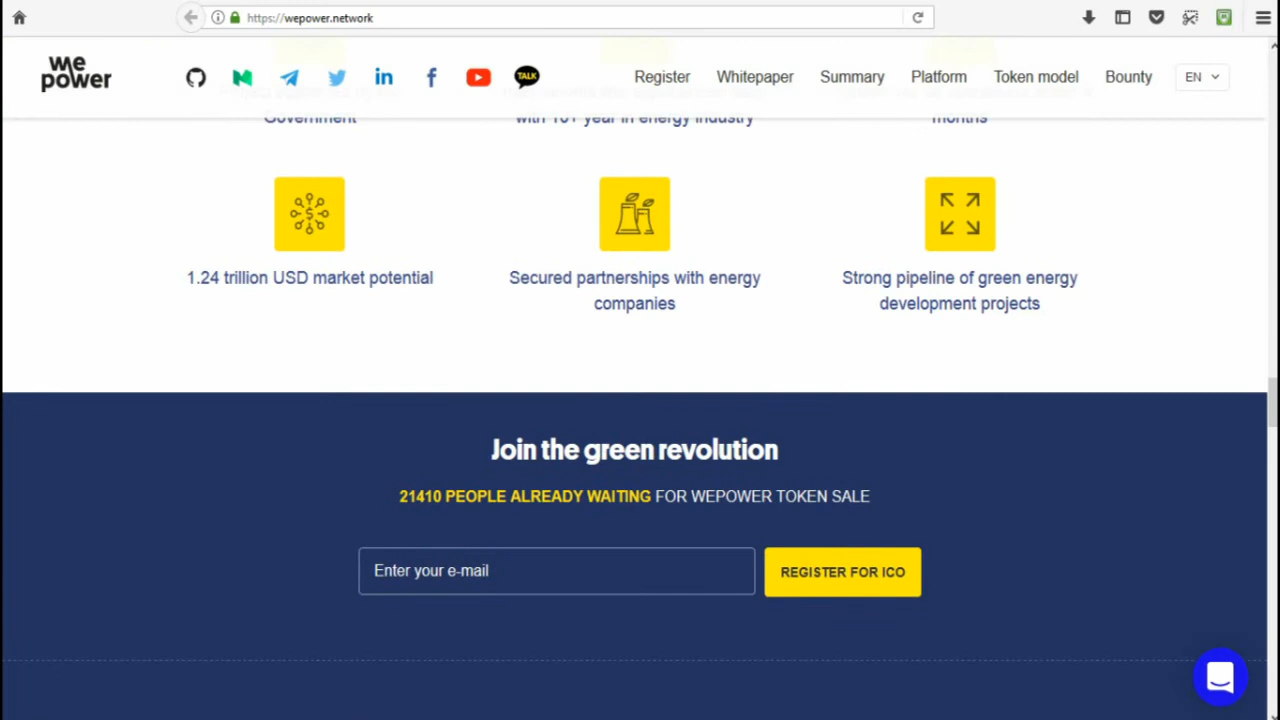 https://wepower.network
we
power
TALK
Register Whitepaper Summary Platform Token model Bounty EN
Government with 10+ year in energy industry months
1.24 trillion USD market potential
Secured partnerships with energy
companies
Strong pipeline of green energy
development projects
Join the green revolution
21410 PEOPLE ALREADY WAITING FOR WEPOWER TOKEN SALE
Enter your e-mail
REGISTER FOR ICO